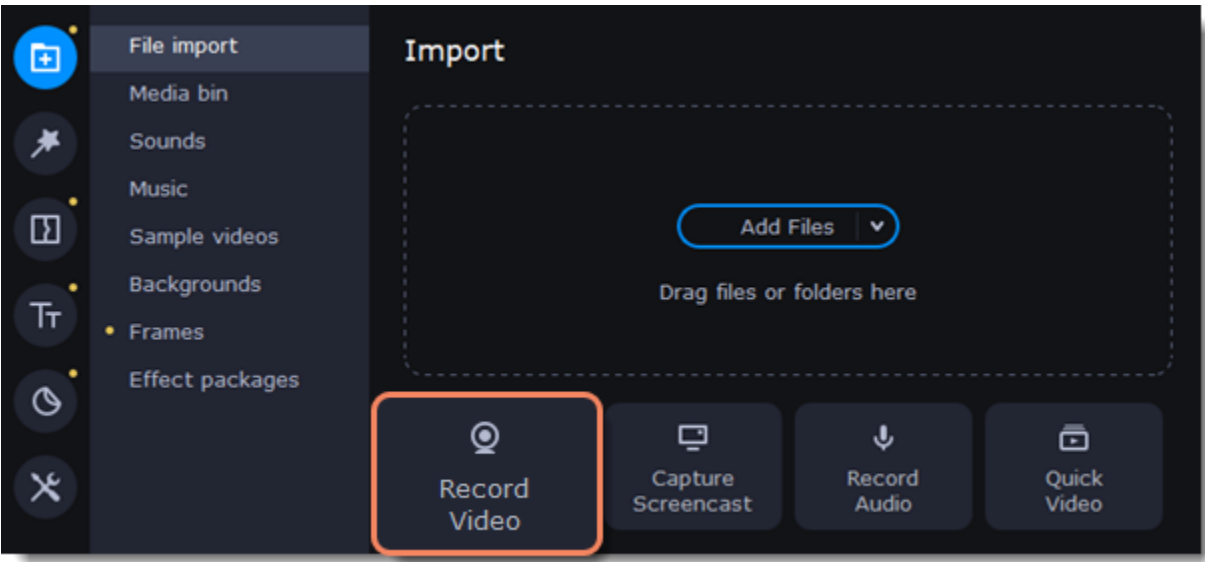 File import
Media bin
Sounds
Music
Sample videos
Backgrounds
Frames
Effect packages
Import
Add Files
Drag files or folders here
Record
Video
Capture
Screencast
Record
Audio
Quick
Video